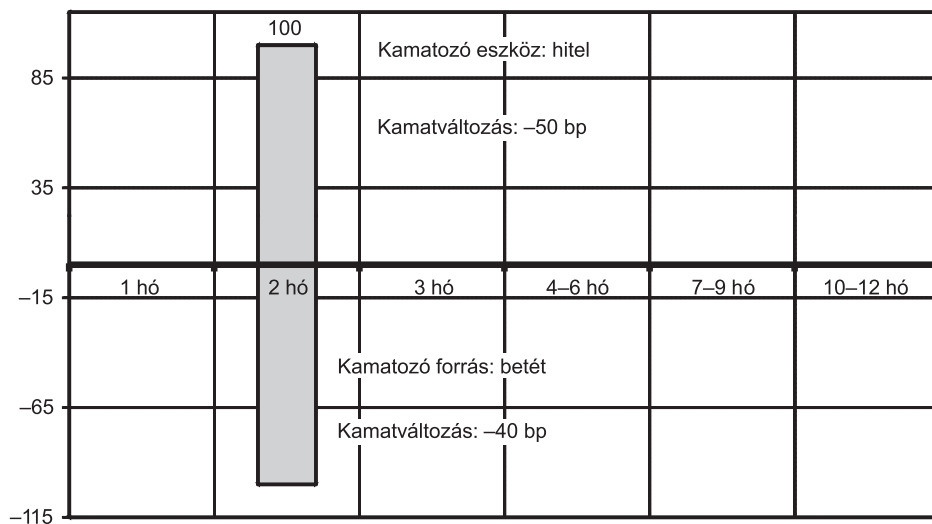 100
Kamatozó eszköz: hitel
85
Kamatváltozás: –50 bp
35
1 hó 2 hó 3 hó 4–6 hó 7–9 hó 10–12 hó
–15
Kamatozó forrás: betét
–65
Kamatváltozás: –40 bp
–115